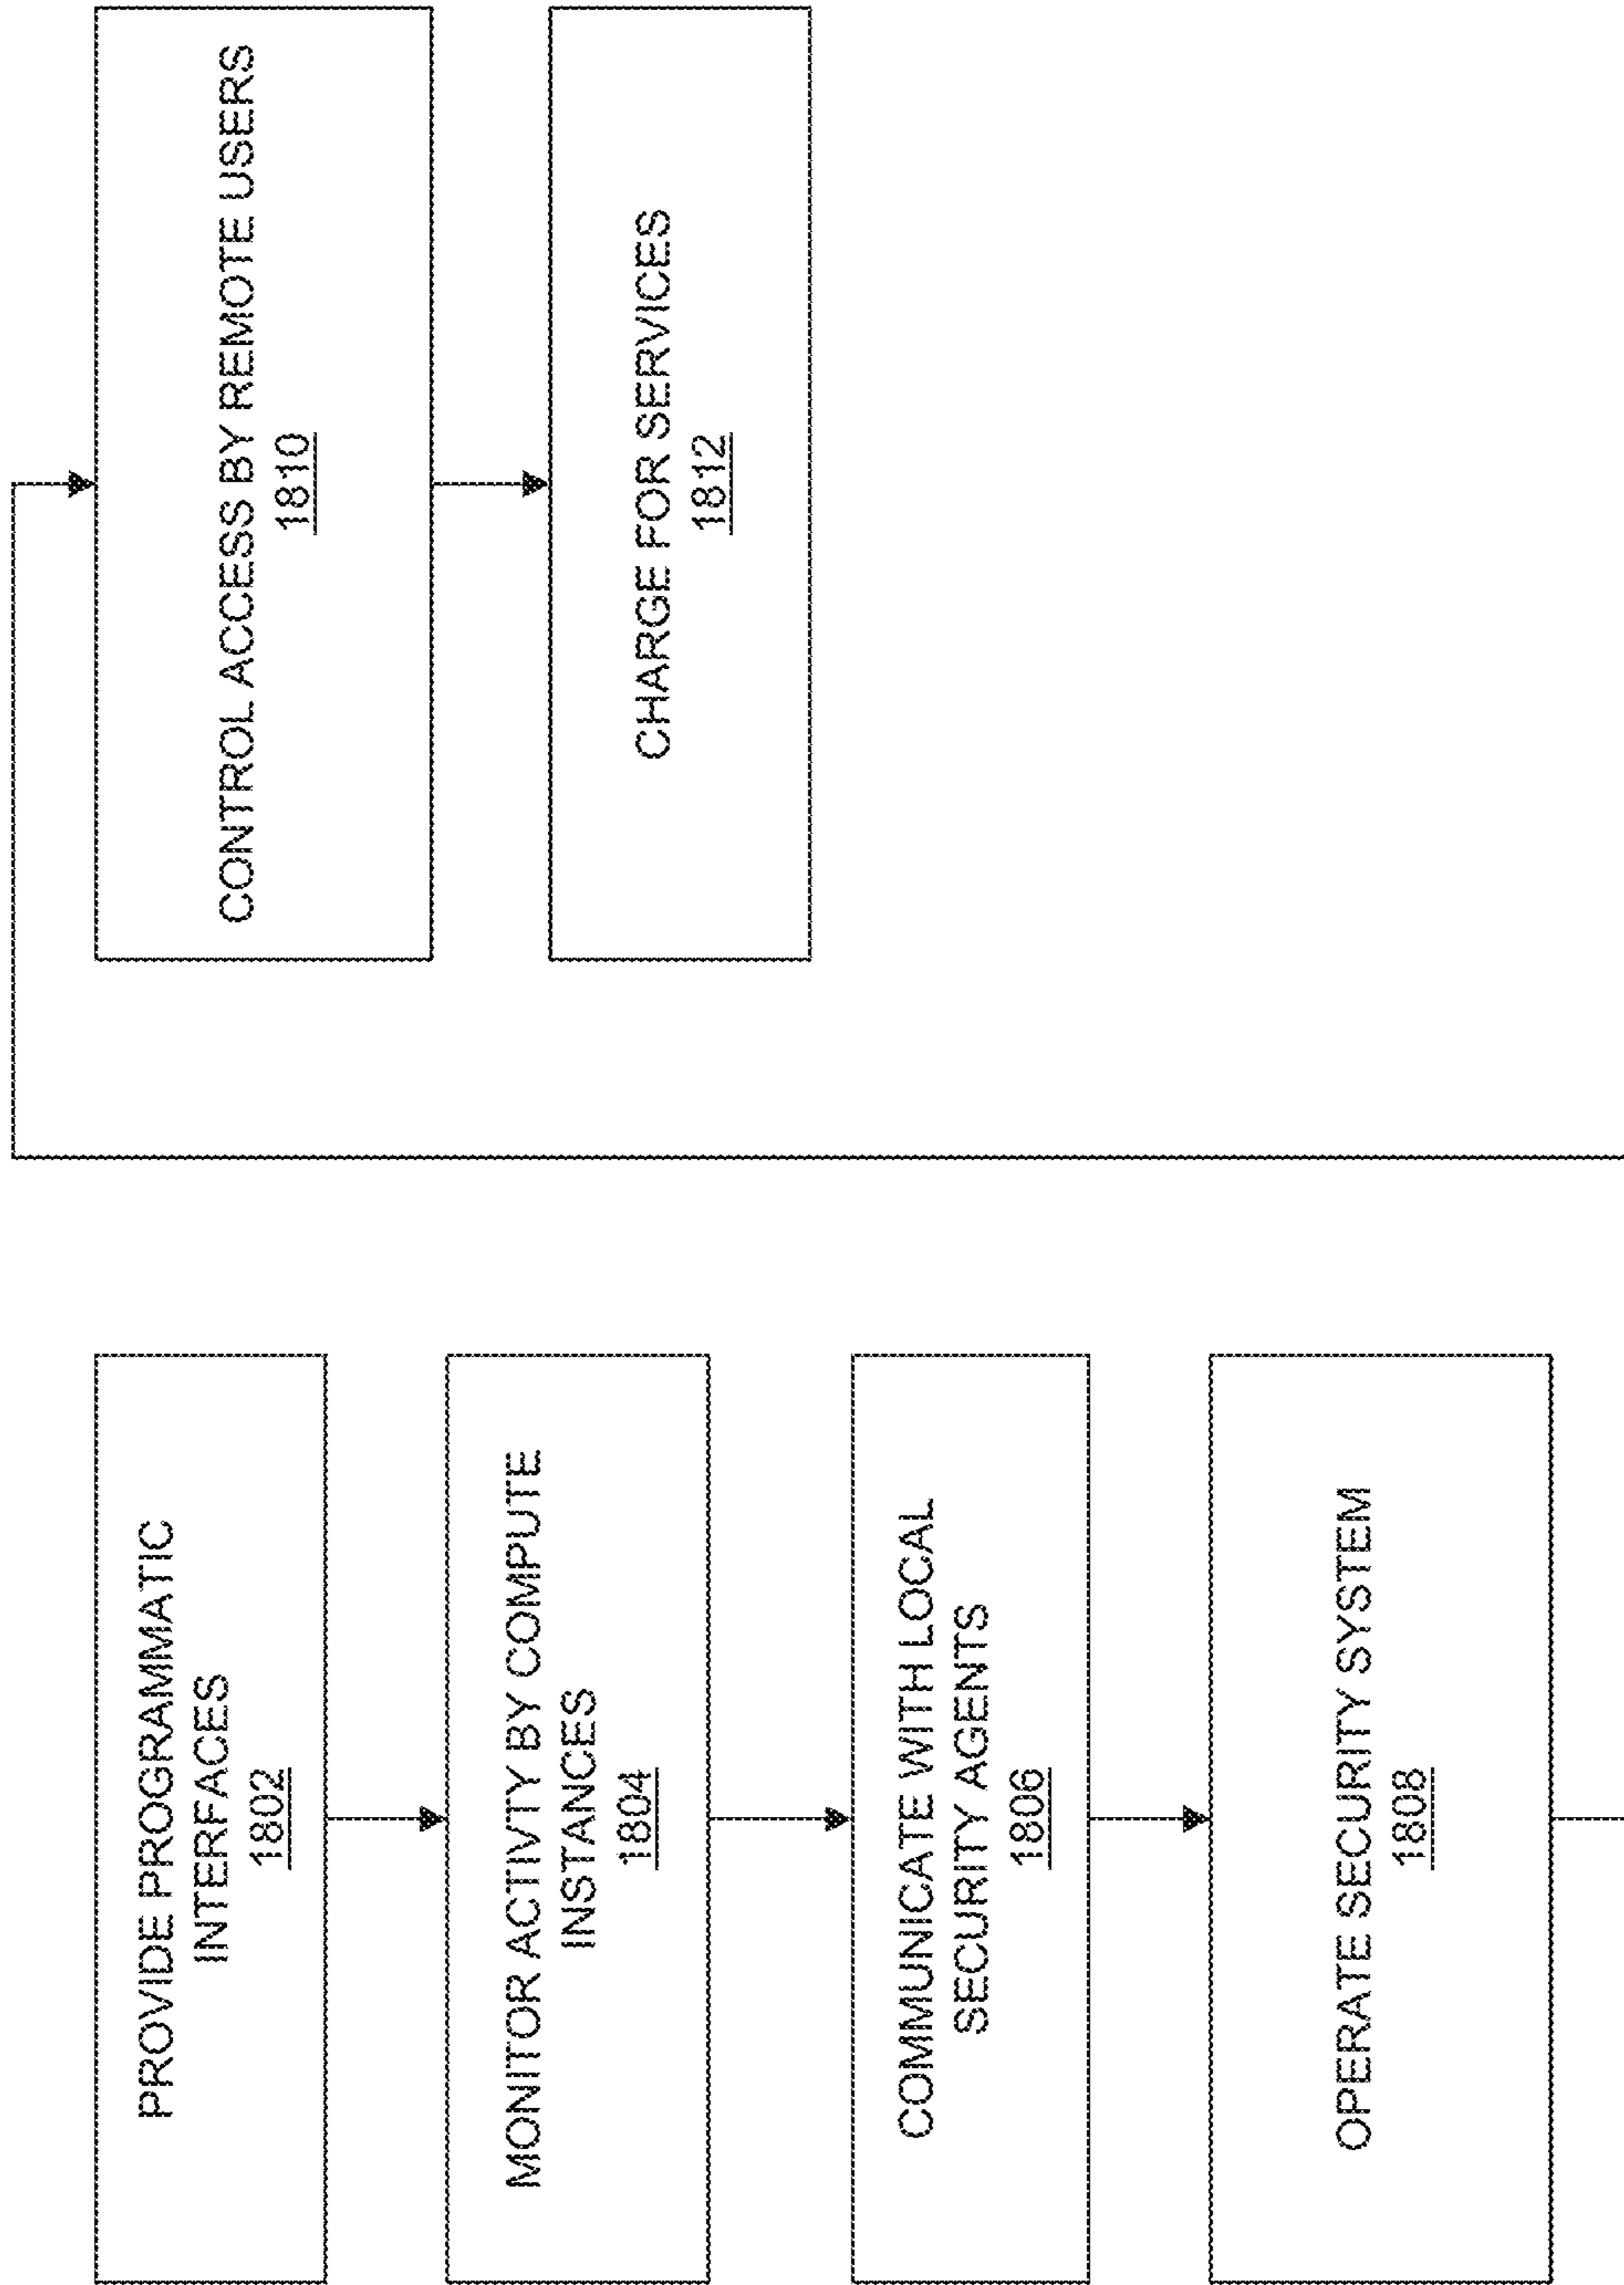 PROVIDE PROGRAMMATIC
INTERFACES
1802
MONITOR ACTIVITY BY COMPUTE
INSTANCES
1804
COMMUNICATE WITH LOCAL
SECURITY AGENTS
1806
OPERATE SECURITY SYSTEM
1808
CONTROL ACCESS BY REMOTE USERS
1810
CHARGE FOR SERVICES
1812